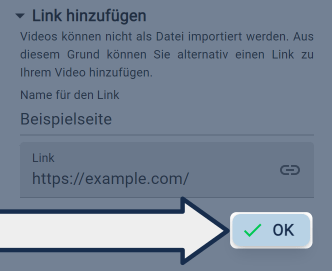 Link hinzufügen
Videos können nicht als Datei importiert werden. Aus
diesem Grund können Sie alternativ einen Link zu
Ihrem Video hinzufügen.
Name für den Link
Beispielseite
Link
https://example.com/
OK